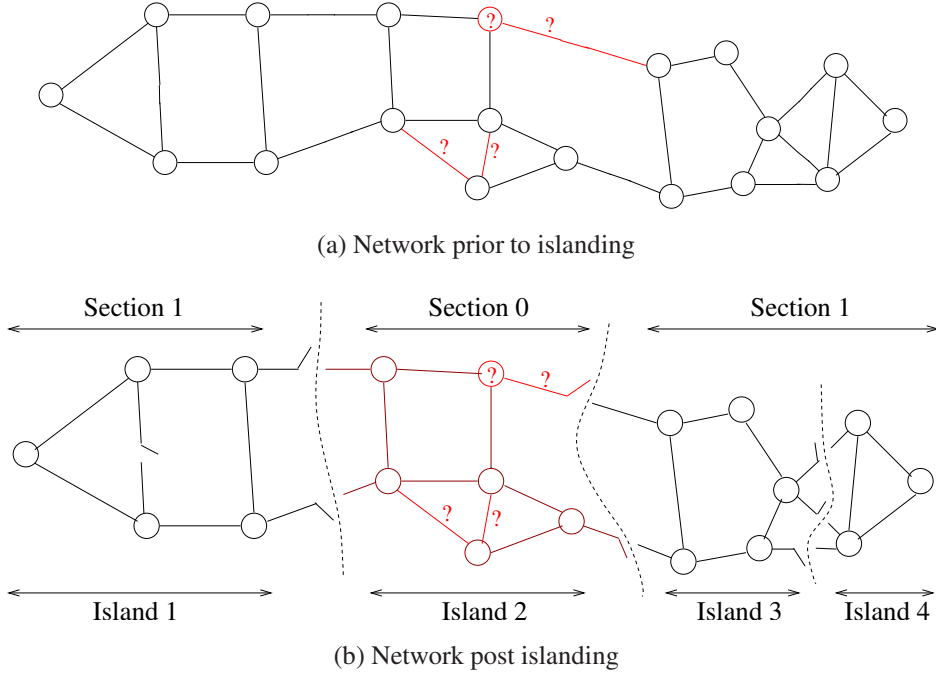 ?
?
?
?
(a) Network prior to islanding
Section 1
Section 0
Section 1
?
?
?
?
Island 1
Island 2
Island 3
Island 4
(b) Network post islanding